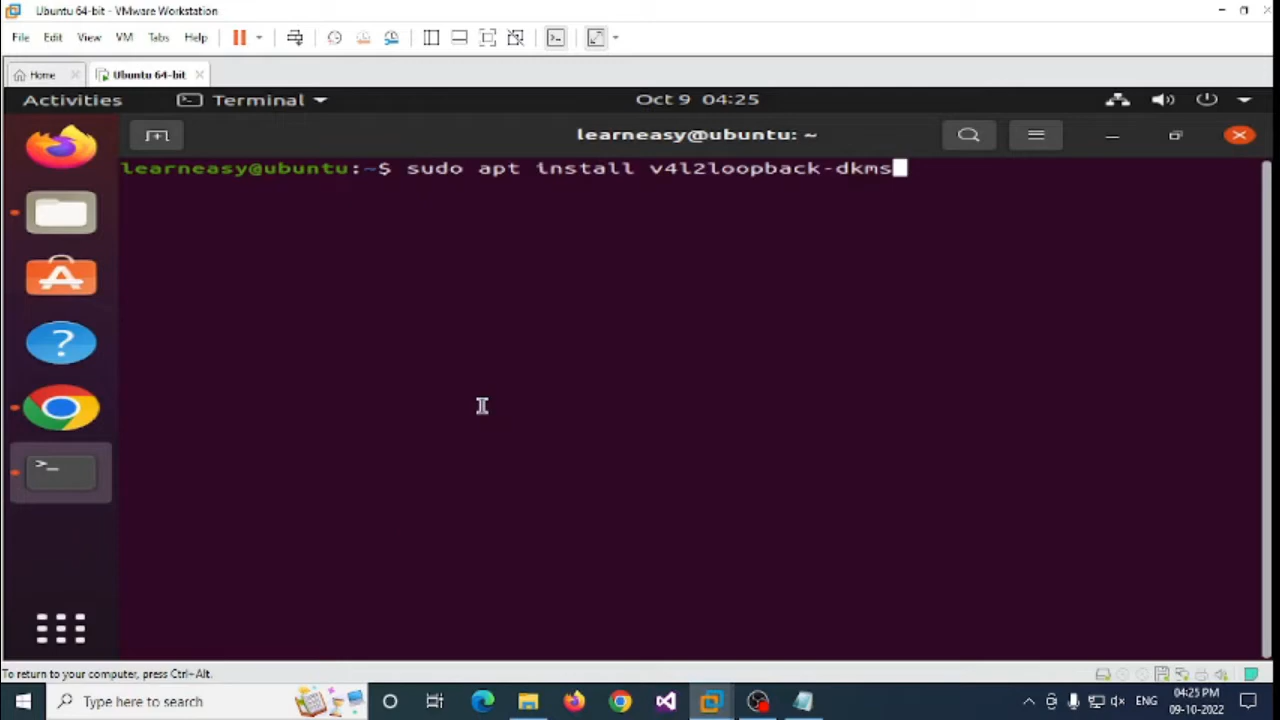 Ubuntu 64-bit - VMware Workstation
File Edit View VM Tabs Help
Home Ubuntu 64-bit
Activities Terminal Oct 9 04:25
learneasy@ubuntu: ~
learneasy@ubuntu:~$ sudo apt install v4l2loopback-dkms
To return to your computer, press Ctrl+Alt.
Type here to search
ENG
04:25 PM
09-10-2022